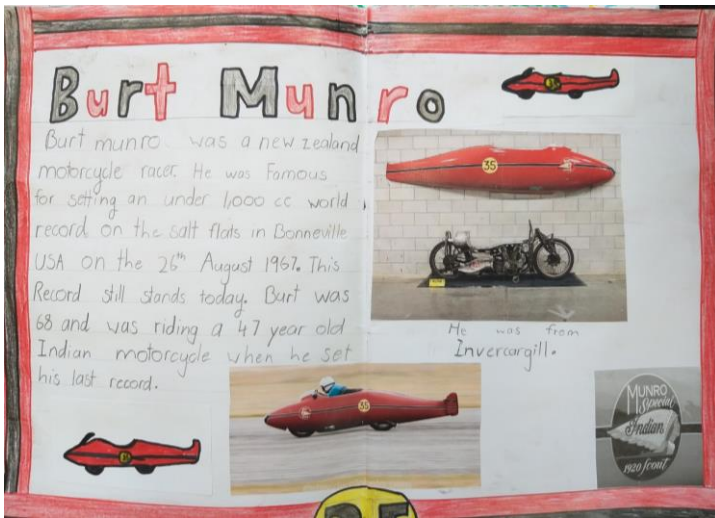 Burt Munro
Burt munro was a new zealand
motorcycle racer. He was Famous
for setting an under 1,000 cc world
record on the salt flats in Bonneville
USA on the 26th August 1967. This
Record still stands today. Burt was
68 and was riding a 47 year old
Indian motorcycle when he set
his last record.
35
He was from
Invercargill.
35
MUNRO
Special
Indian
1920 Scout
35